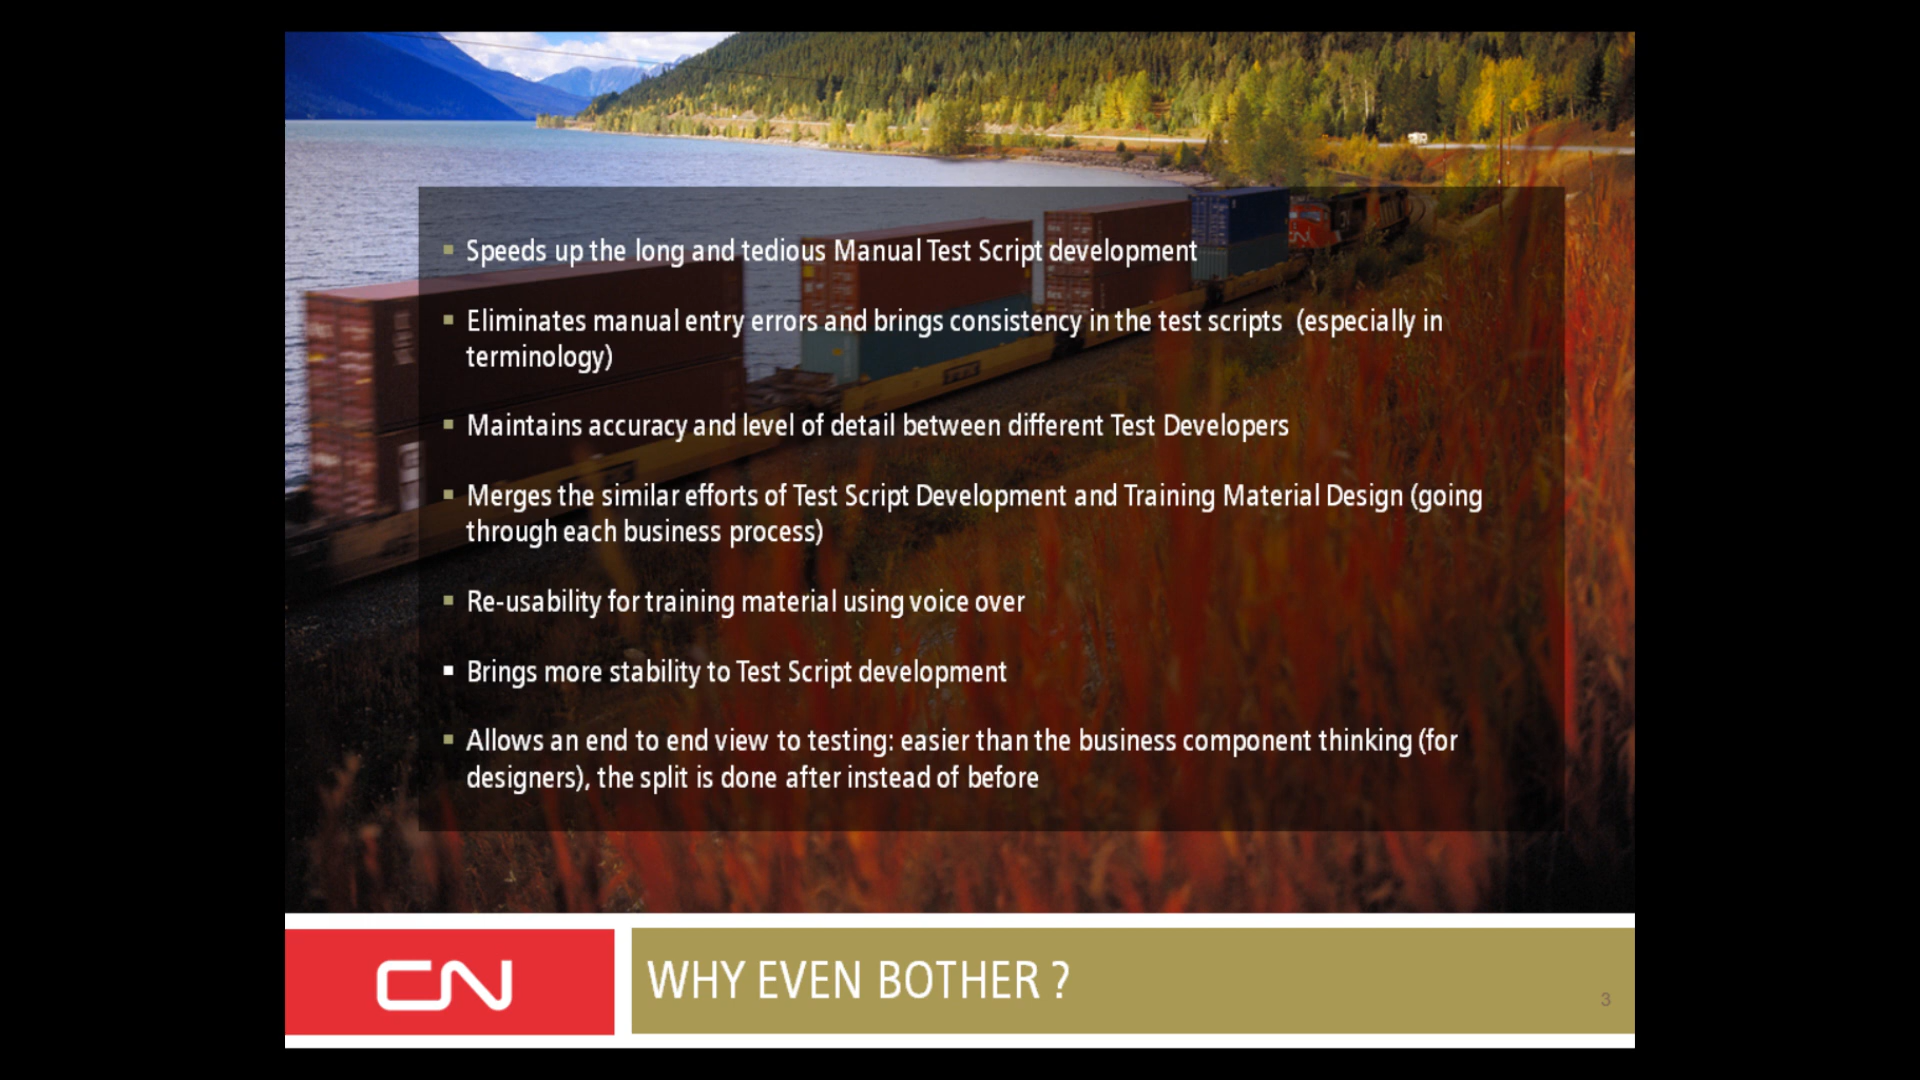 Speeds up the long and tedious Manual Test Script development
Eliminates manual entry errors and brings consistency in the test scripts (especially in
terminology)
Maintains accuracy and level of detail between different Test Developers
Merges the similar efforts of Test Script Development and Training Material Design (going
through each business process)
Re-usability for training material using voice over
Brings more stability to Test Script development
Allows an end to end view to testing: easier than the business component thinking (for
designers), the split is done after instead of before
CN
WHY EVEN BOTHER ?
3